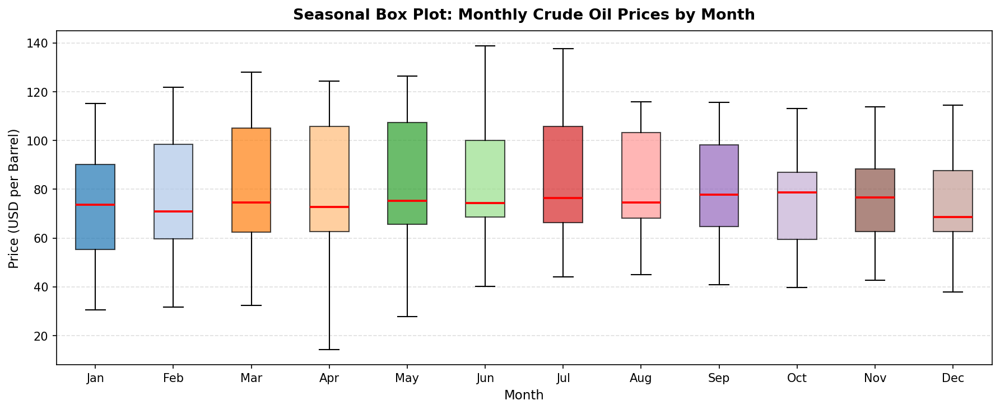 Seasonal Box Plot: Monthly Crude Oil Prices by Month
Price (USD per Barrel)
140
120
100
80
60
40
20
Jan Feb Mar Apr May Jun Jul Aug Sep Oct Nov Dec
Month